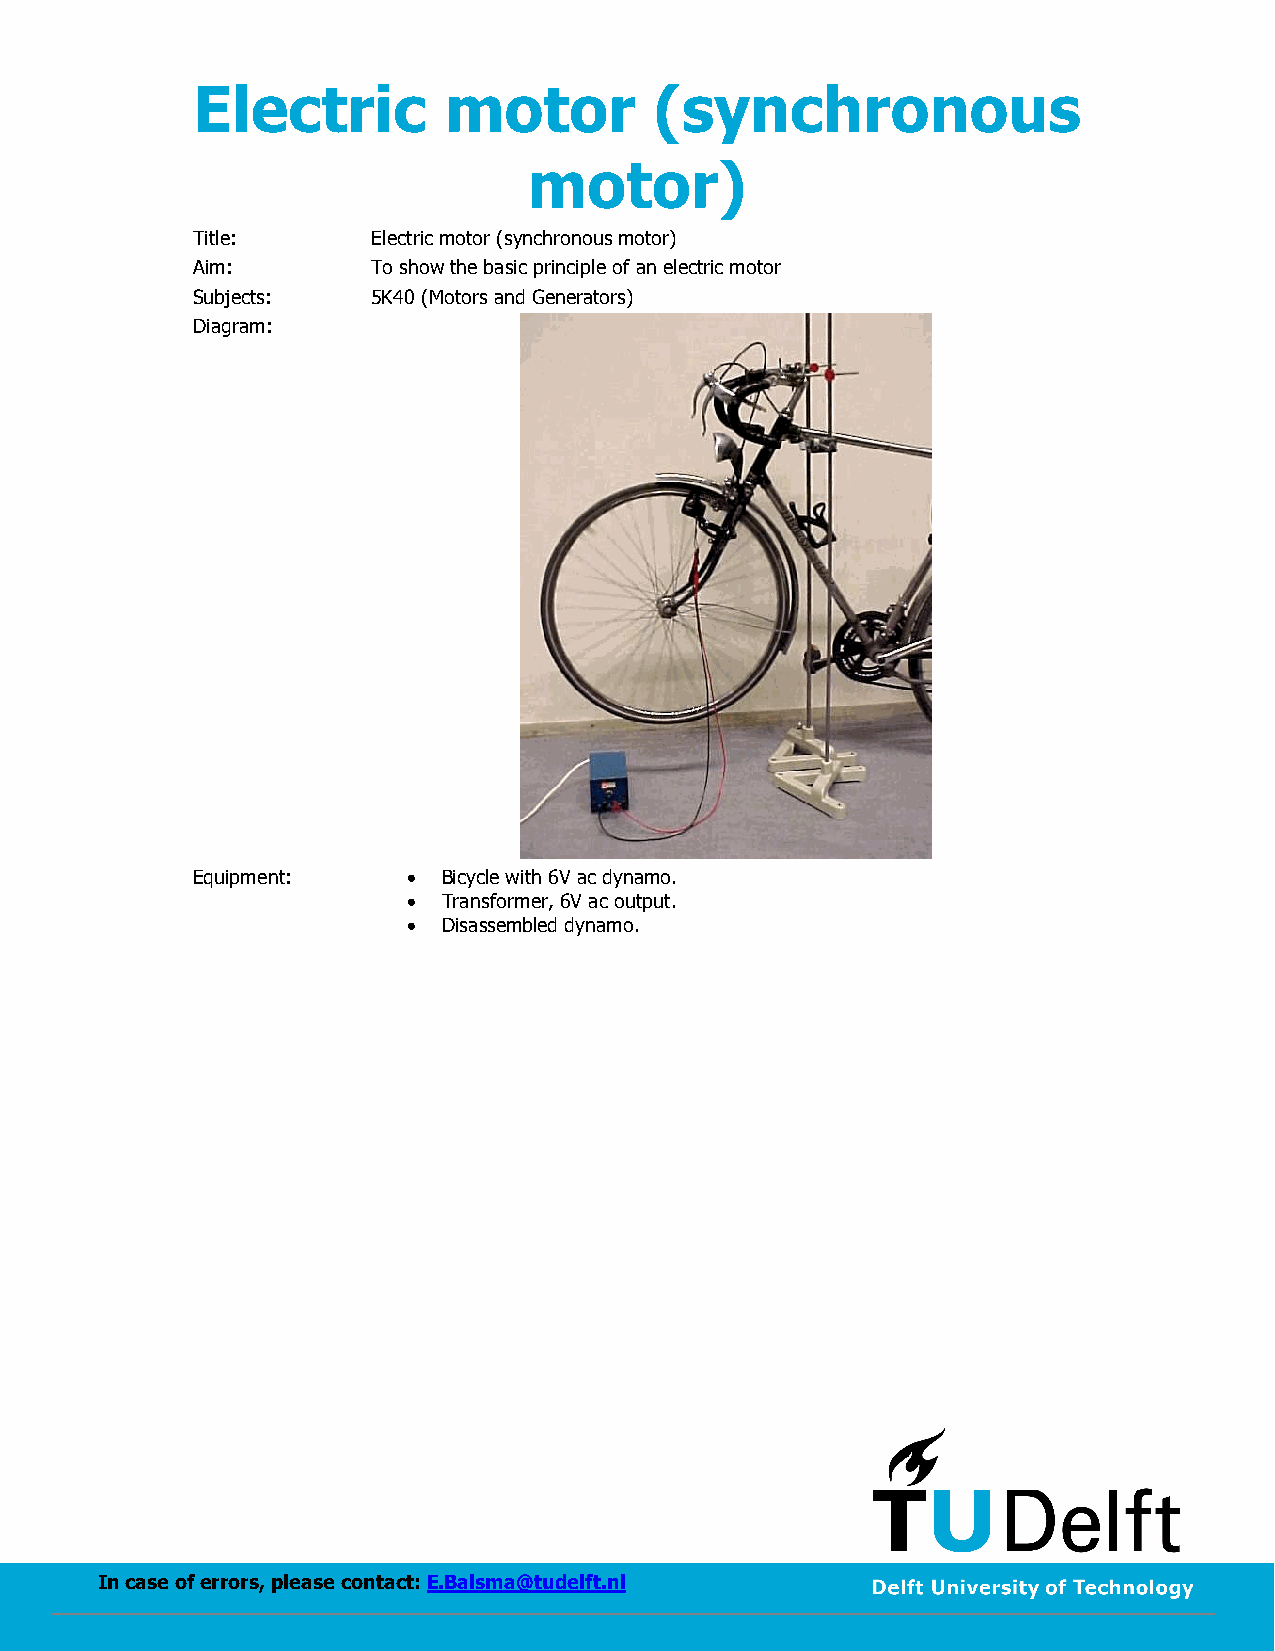 Electric motor (synchronous
motor)
Title: Electric motor (synchronous motor)
Aim: To show the basic principle of an electric motor
Subjects: 5K40 (Motors and Generators)
Diagram:
Equipment: • Bicycle with 6V ac dynamo.
• Transformer, 6V ac output.
• Disassembled dynamo.
TUDelft
In case of errors, please contact: E.Balsma@tudelft.nl
Delft University of Technology